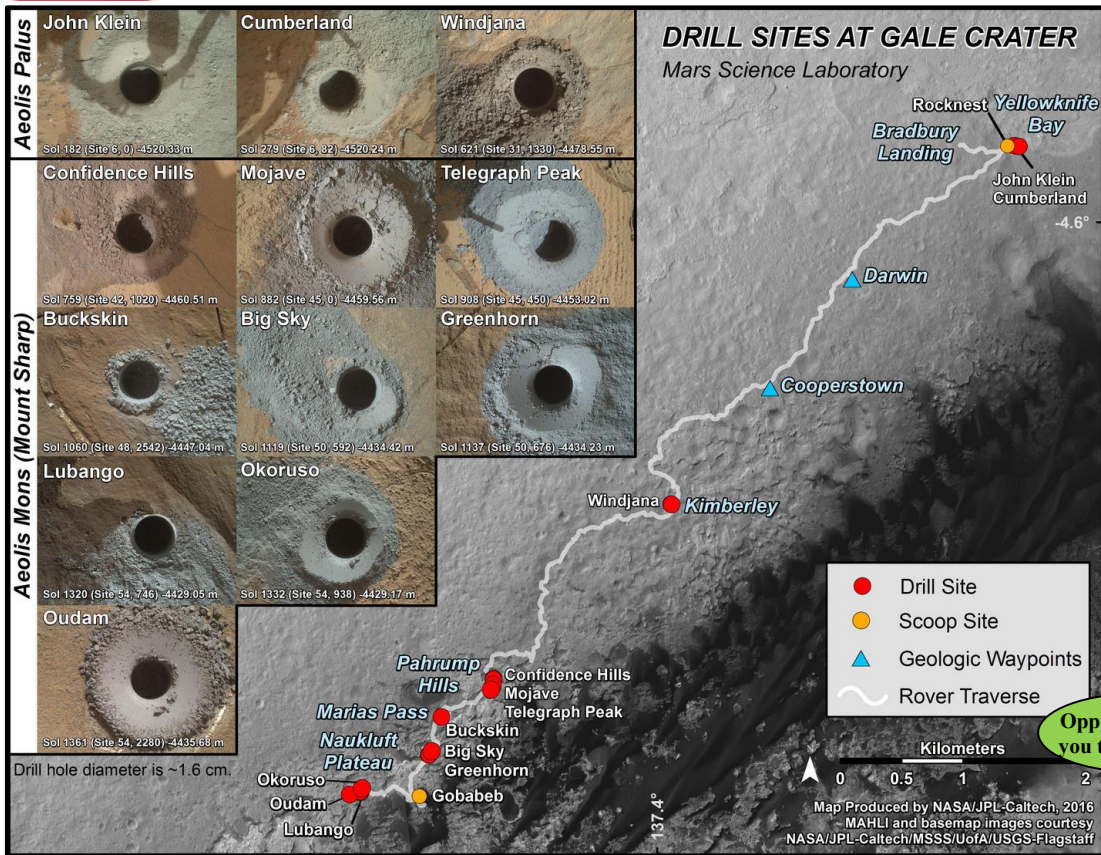 DRILL SITES AT GALE CRATER
Mars Science Laboratory
Aeolis Palus
John Klein
Sol 182 (Site 6, 0) -4520.33 m
Cumberland
Sol 279 (Site 6, 82) -4520.24 m
Windjana
Sol 621 (Site 31, 1330) -4478.55 m
Aeolis Mons (Mount Sharp)
Confidence Hills
Sol 759 (Site 42, 1020) -4460.51 m
Mojave
Sol 882 (Site 45, 0) -4459.56 m
Telegraph Peak
Sol 908 (Site 45, 450) -4453.02 m
Buckskin
Sol 1060 (Site 48, 2542) -4447.04 m
Big Sky
Sol 1119 (Site 50, 592) -4434.42 m
Greenhorn
Sol 1137 (Site 50, 676) -4434.23 m
Lubango
Sol 1320 (Site 54, 746) -4429.05 m
Okoruso
Sol 1332 (Site 54, 938) -4429.17 m
Oudam
Sol 1361 (Site 54, 2280) -4435.68 m
Drill hole diameter is ~1.6 cm.
Rocknest
Yellowknife
Bay
Bradbury
Landing
John Klein
Cumberland
-4.6°
Darwin
Cooperstown
Windjana
Kimberley
Pahrump
Hills
Confidence Hills
Mojave
Telegraph Peak
Marias Pass
Buckskin
Naukluft
Plateau
Big Sky
Greenhorn
Okoruso
Oudam
Lubango
Gobabeb
137.4°
Drill Site
Scoop Site
Geologic Waypoints
Rover Traverse
N
Kilometers
0 0.5 1 2
Map Produced by NASA/JPL-Caltech, 2016
MAHLI and basemap images courtesy
NASA/JPL-Caltech/MSSS/UofA/USGS-Flagstaff